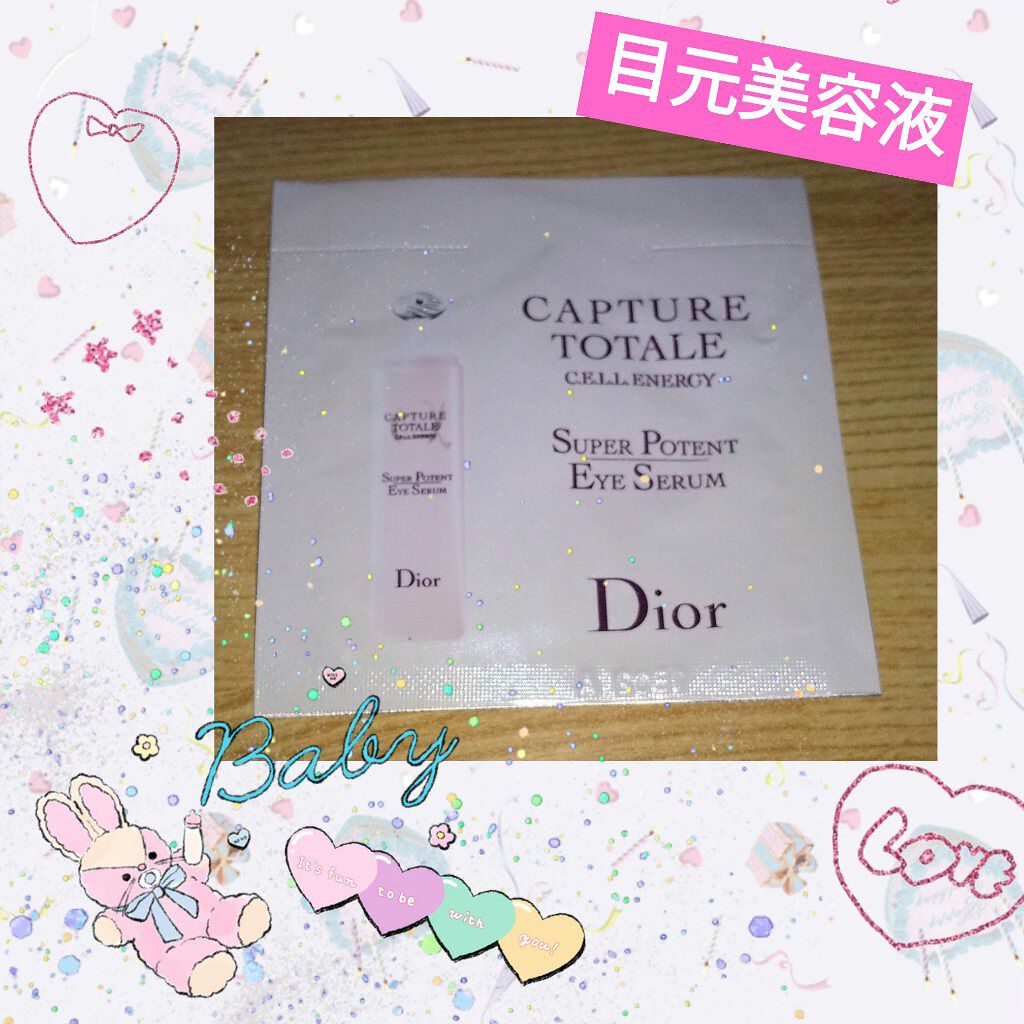 目元美容液
CAPTURE
TOTALE
C.E.L.L. ENERGY
SUPER POTENT
EYE SERUM
Dior
CAPTURE
TOTALE
CELL ENERGY
SUPER POTENT
EYE SERUM
Dior
Baby
It's fun
to be
with
you!